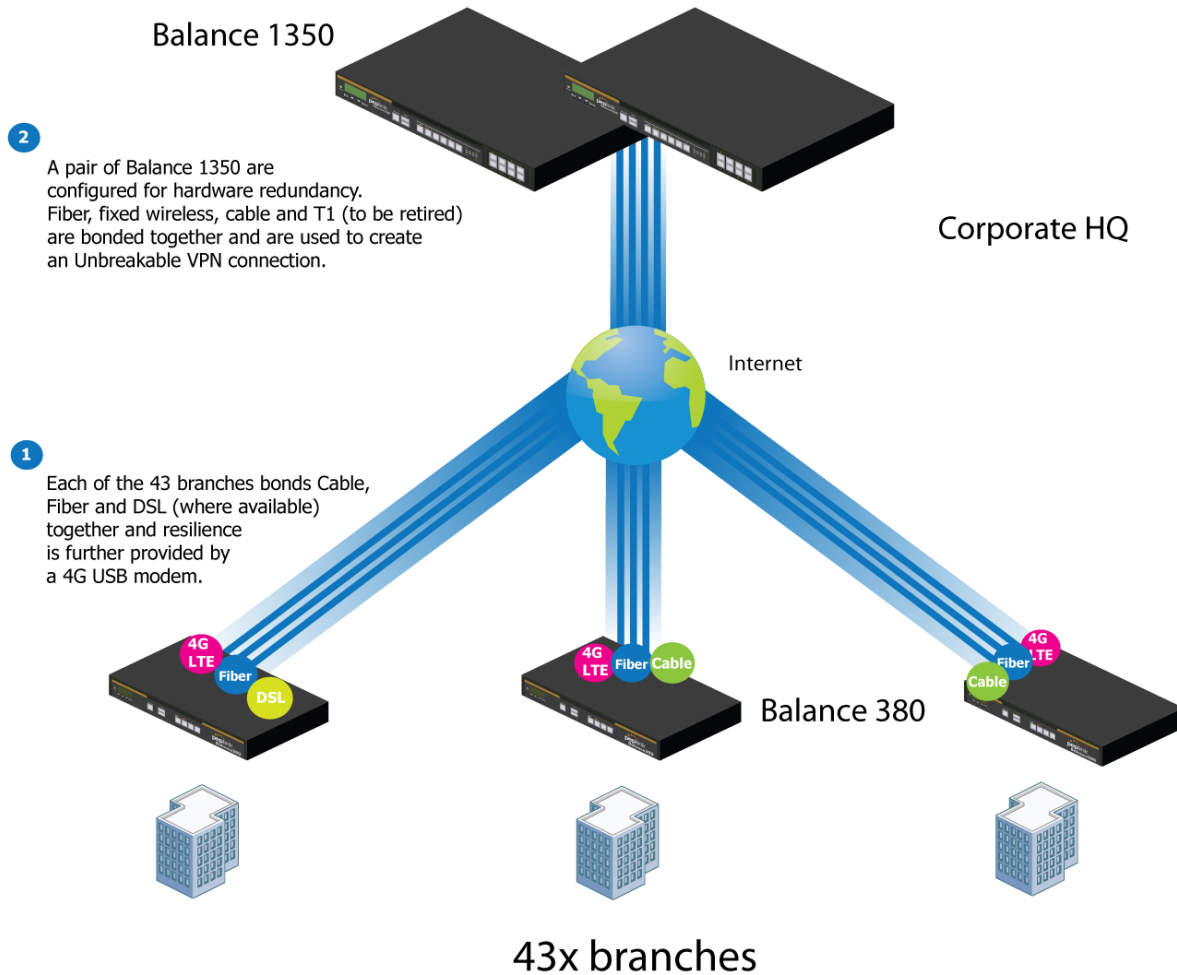 Balance 1350
2
A pair of Balance 1350 are
configured for hardware redundancy.
Fiber, fixed wireless, cable and T1 (to be retired)
are bonded together and are used to create
an Unbreakable VPN connection.
Corporate HQ
Internet
1
Each of the 43 branches bonds Cable,
Fiber and DSL (where available)
together and resilience
is further provided by
a 4G USB modem.
4G
LTE
Fiber
DSL
4G
LTE
Fiber
Cable
4G
LTE
Fiber
Cable
Balance 380
peplink
peplink
peplink
43x branches